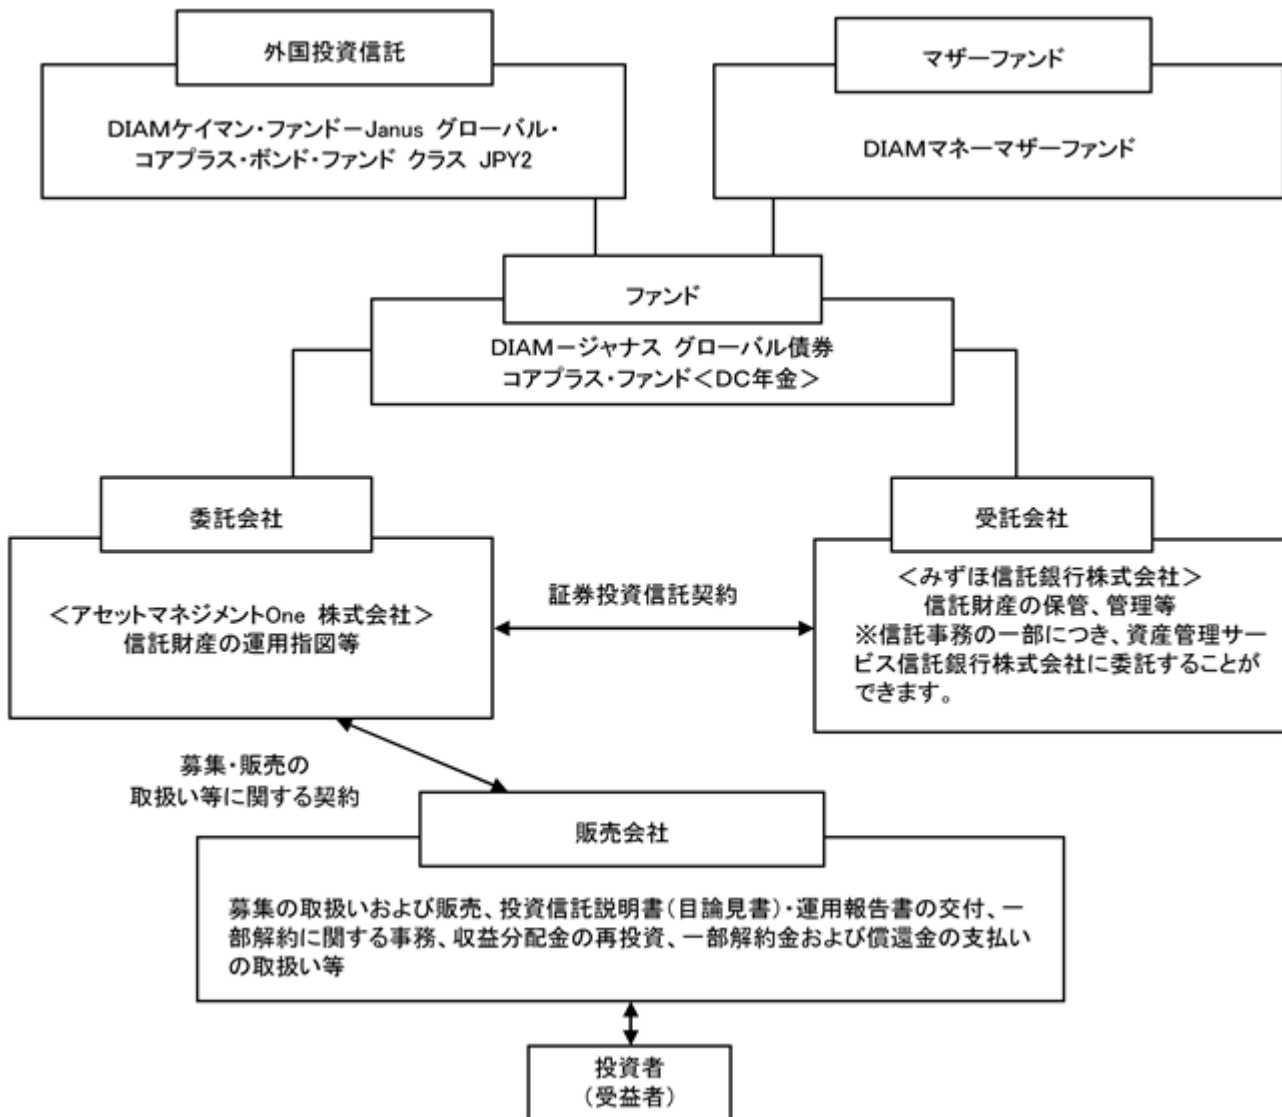 外国投資信託
DIAMケイマン・ファンドーJanus グローバル・
コアプラス・ボンド・ファンド クラス JPY2
マザーファンド
DIAMマネーマザーファンド
ファンド
DIAMージャナス グローバル債券
コアプラス・ファンド＜DC年金＞
委託会社
＜アセットマネジメントOne 株式会社＞
信託財産の運用指図等
証券投資信託契約
受託会社
＜みずほ信託銀行株式会社＞
信託財産の保管、管理等
※信託事務の一部につき、資産管理サー
ビス信託銀行株式会社に委託することが
できます。
募集・販売の
取扱い等に関する契約
販売会社
募集の取扱いおよび販売、投資信託説明書（目論見書）・運用報告書の交付、一
部解約に関する事務、収益分配金の再投資、一部解約金および償還金の支払い
の取扱い等
投資者
（受益者）